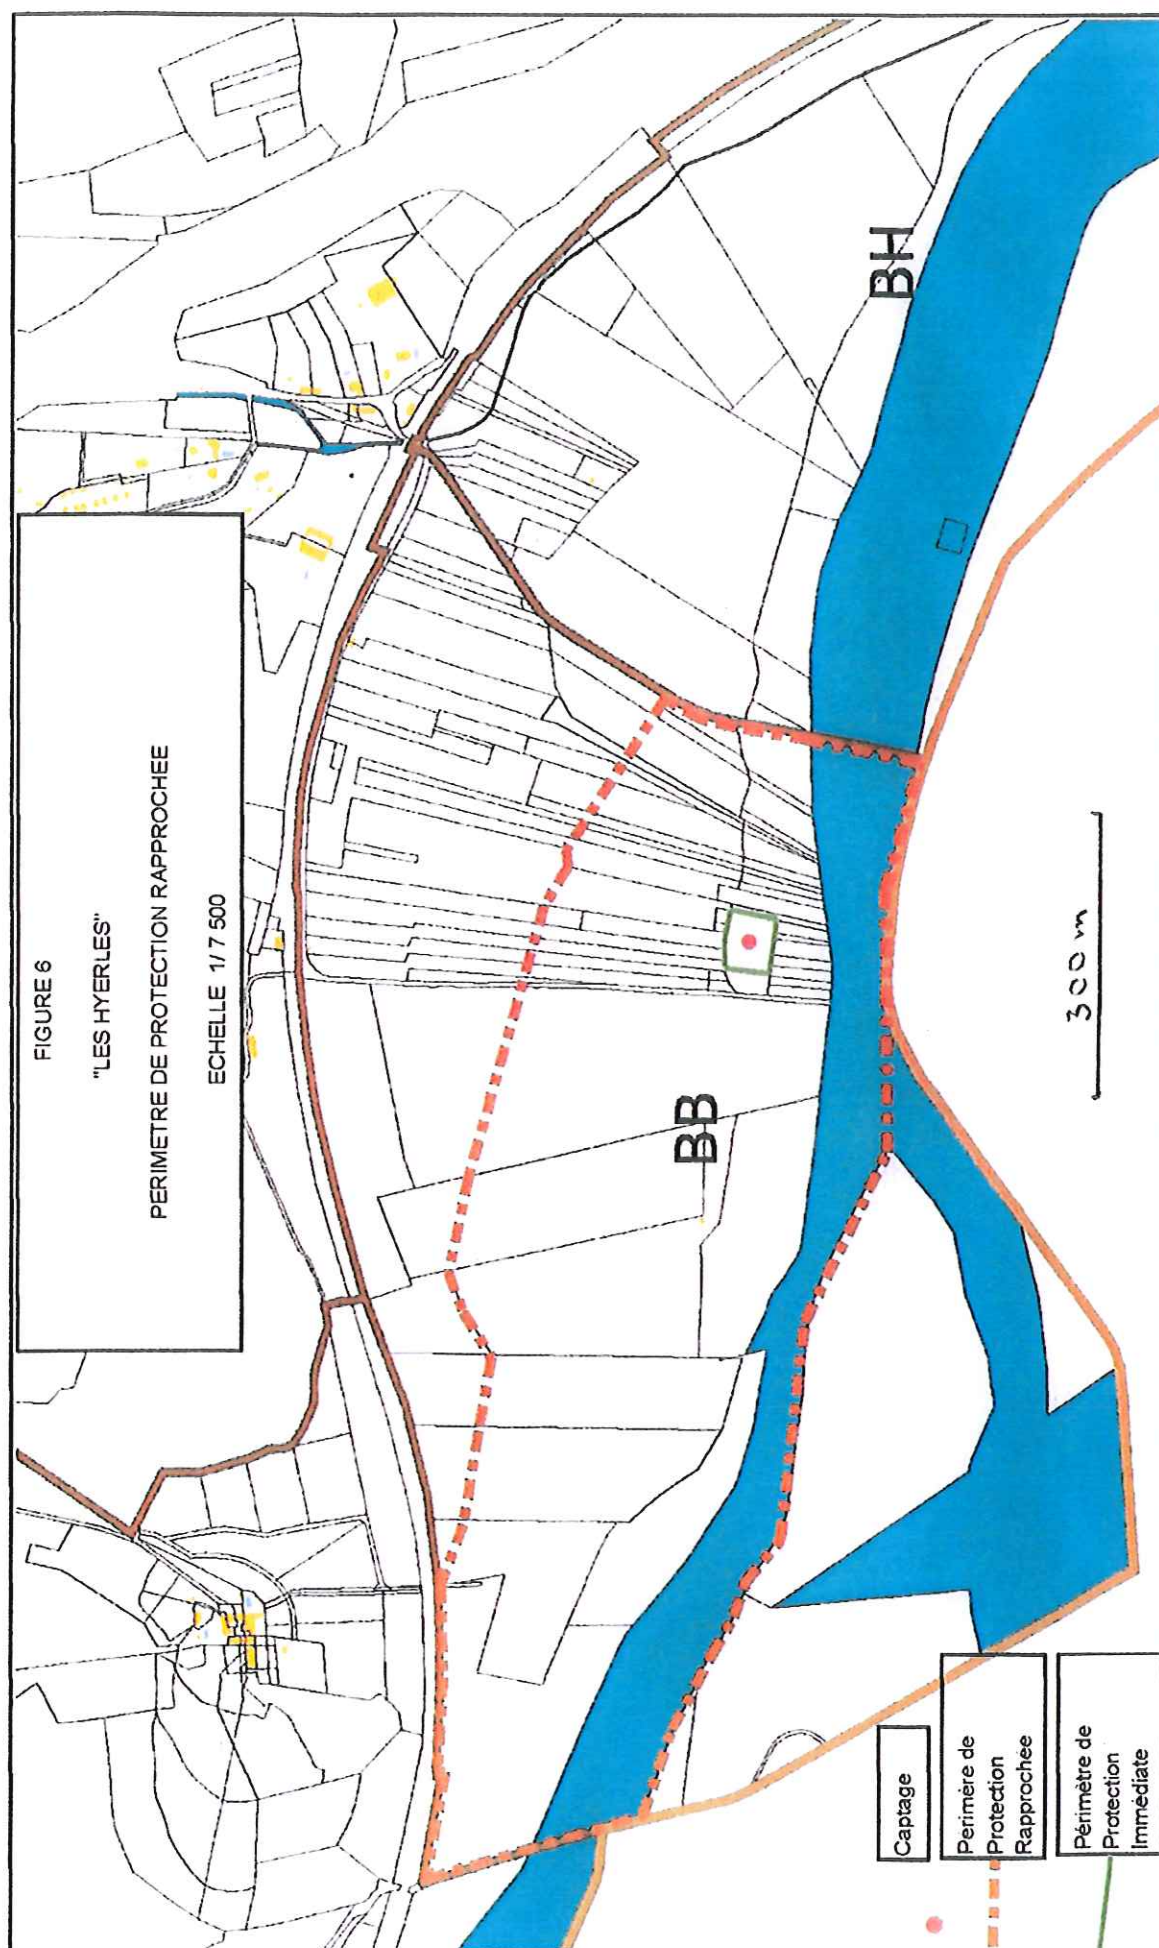 FIGURE 6
"LES HYERLES"
PERIMETRE DE PROTECTION RAPPROCHEE
ECHELLE 1/ 7 500
BH
BB
300 m
Captage
Perimère de
Protection
Rapprochée
Périmètre de
Protection
Immédiate